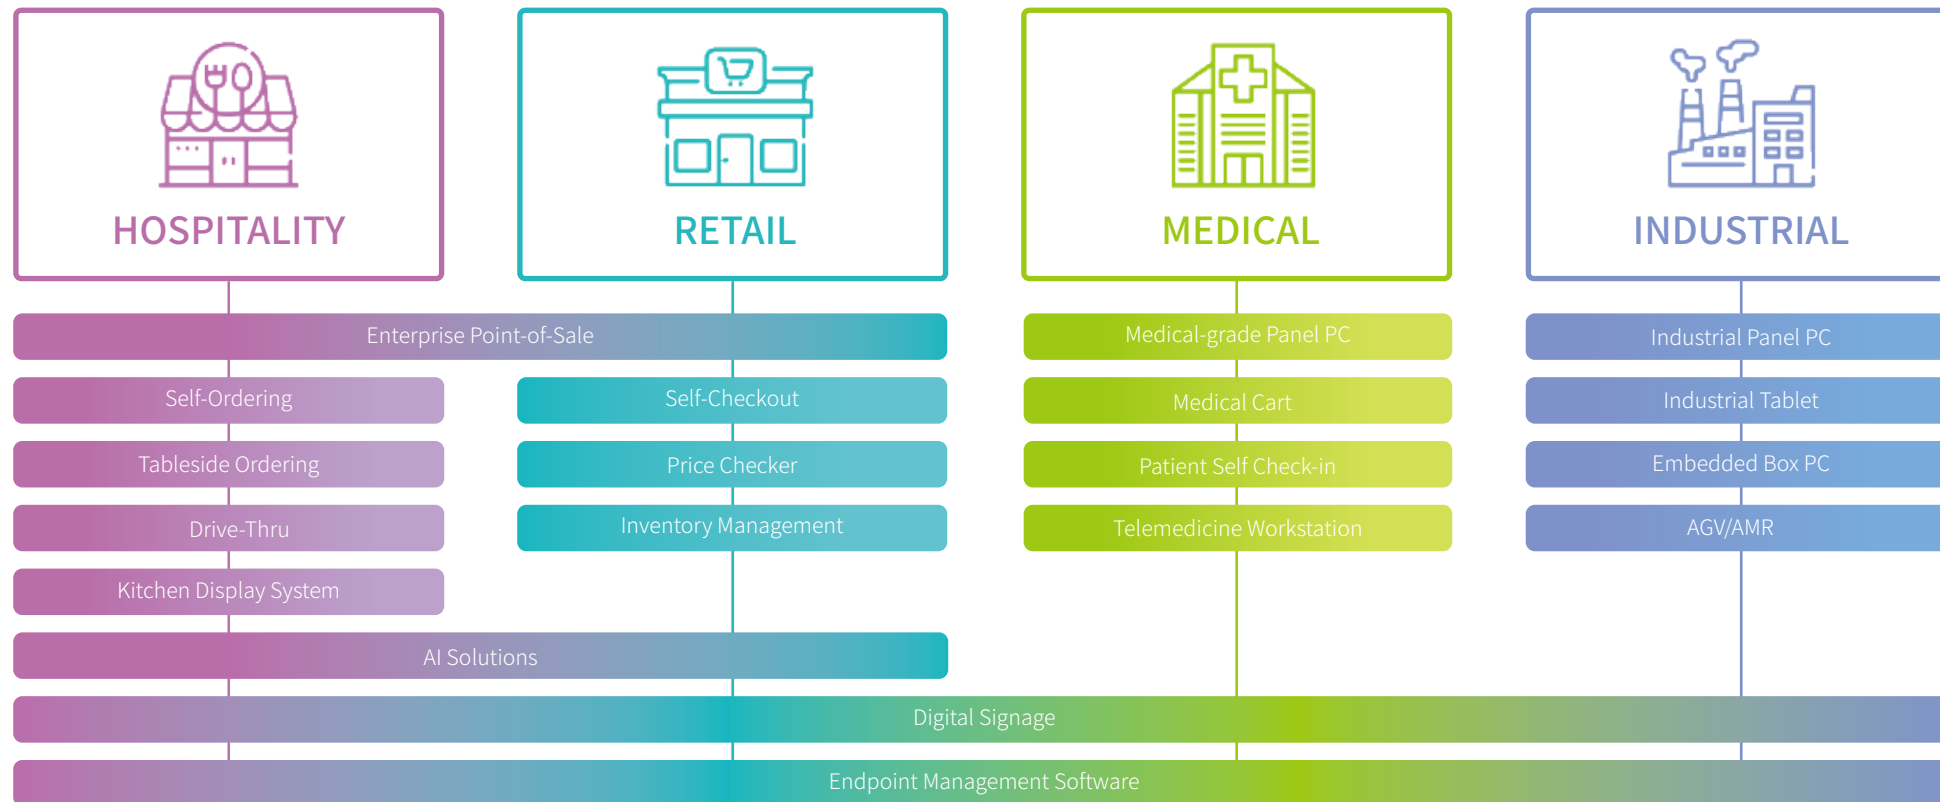 HOSPITALITY
RETAIL
MEDICAL
INDUSTRIAL
Enterprise Point-of-Sale
Medical-grade Panel PC
Industrial Panel PC
Self-Ordering
Self-Checkout
Medical Cart
Industrial Tablet
Tableside Ordering
Price Checker
Patient Self Check-in
Embedded Box PC
Drive-Thru
Inventory Management
Telemedicine Workstation
AGV/AMR
Kitchen Display System
AI Solutions
Digital Signage
Endpoint Management Software